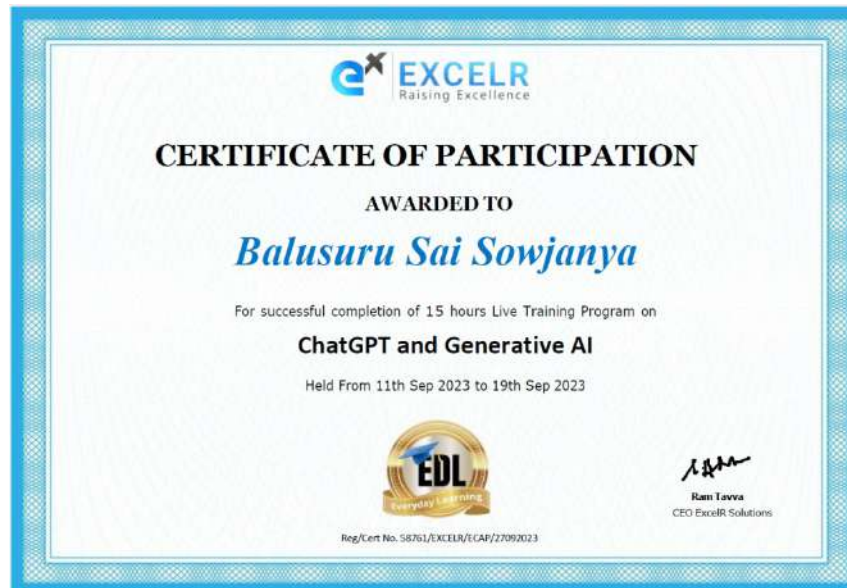 ex EXCELR
Raising Excellence
CERTIFICATE OF PARTICIPATION
AWARDED TO
Balusuru Sai Sowjanya
For successful completion of 15 hours Live Training Program on
ChatGPT and Generative AI
Held From 11th Sep 2023 to 19th Sep 2023
EDL
Everyday Learning
Ram Tavva
CEO ExcelR Solutions
Reg/Cert No. 58761/EXCELR/ECAP/27092023